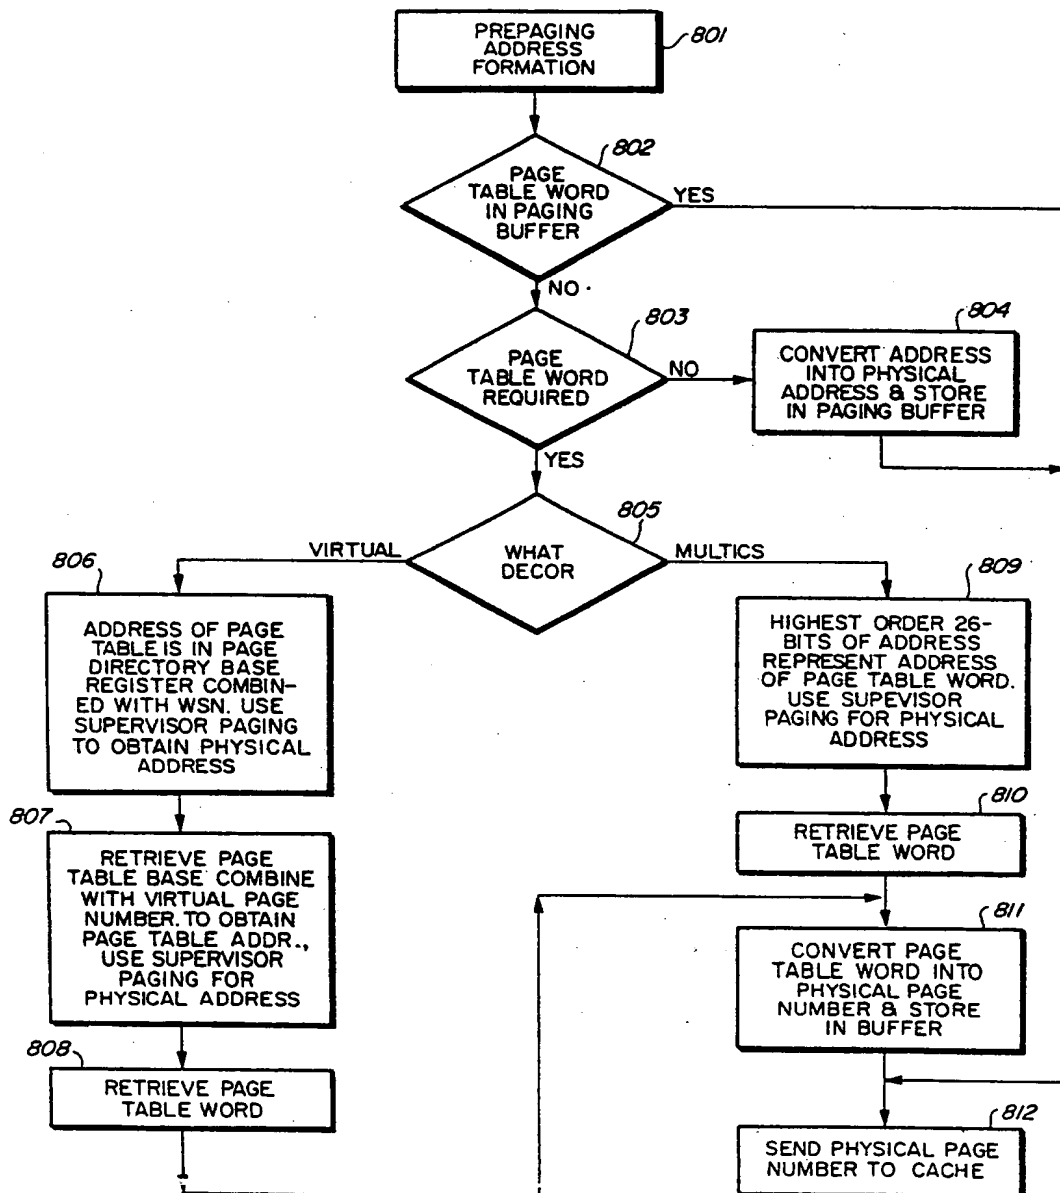 PREPAGING
ADDRESS
FORMATION
801
802
PAGE
TABLE WORD
IN PAGING
BUFFER
YES
NO
803
PAGE
TABLE WORD
REQUIRED
NO
804
CONVERT ADDRESS
INTO PHYSICAL
ADDRESS & STORE
IN PAGING BUFFER
YES
805
WHAT
DECOR
VIRTUAL
MULTICS
806
ADDRESS OF PAGE
TABLE IS IN PAGE
DIRECTORY BASE
REGISTER COMBIN-
ED WITH WSN. USE
SUPERVISOR PAGING
TO OBTAIN PHYSICAL
ADDRESS
807
RETRIEVE PAGE
TABLE BASE COMBINE
WITH VIRTUAL PAGE
NUMBER. TO OBTAIN
PAGE TABLE ADDR.,
USE SUPERVISOR
PAGING FOR
PHYSICAL ADDRESS
808
RETRIEVE PAGE
TABLE WORD
809
HIGHEST ORDER 26-
BITS OF ADDRESS
REPRESENT ADDRESS
OF PAGE TABLE WORD.
USE SUPEVISOR
PAGING FOR PHYSICAL
ADDRESS
810
RETRIEVE PAGE
TABLE WORD
811
CONVERT PAGE
TABLE WORD INTO
PHYSICAL PAGE
NUMBER & STORE
IN BUFFER
812
SEND PHYSICAL PAGE
NUMBER TO CACHE